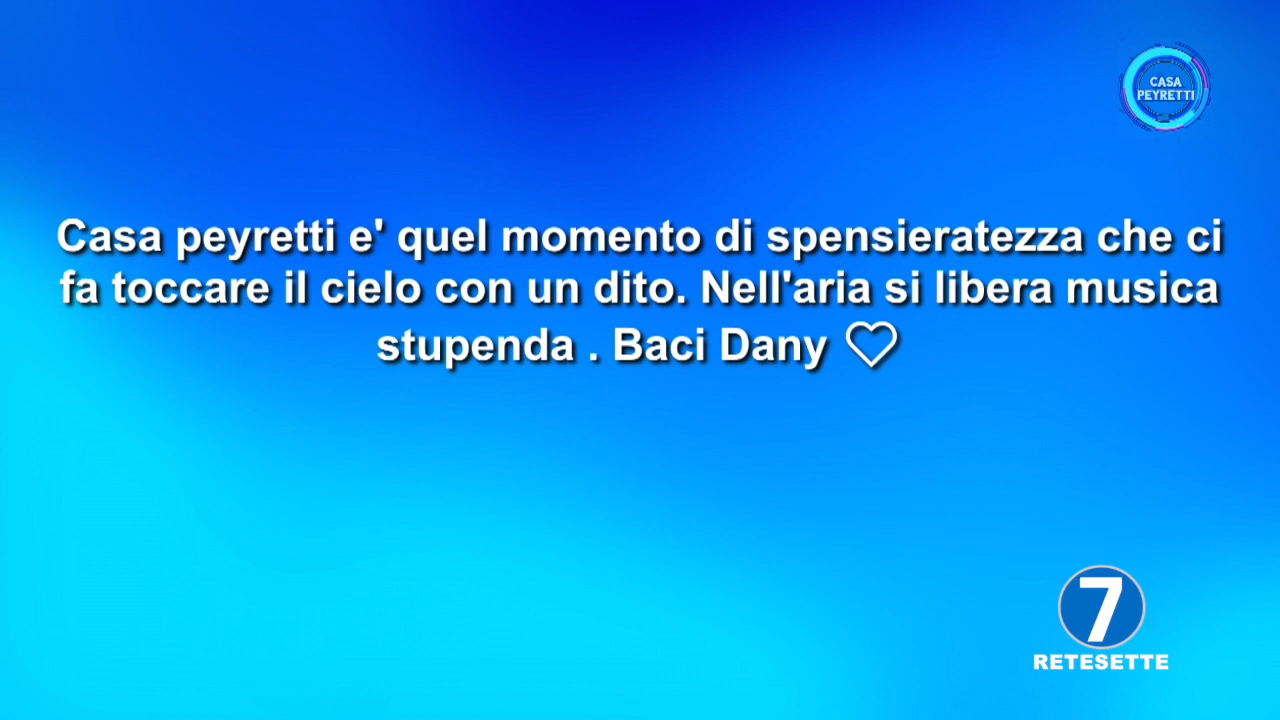 CASA
PEYRETTI
Casa peyretti e' quel momento di spensieratezza che ci
fa toccare il cielo con un dito. Nell'aria si libera musica
stupenda . Baci Dany ♡
7
RETESETTE